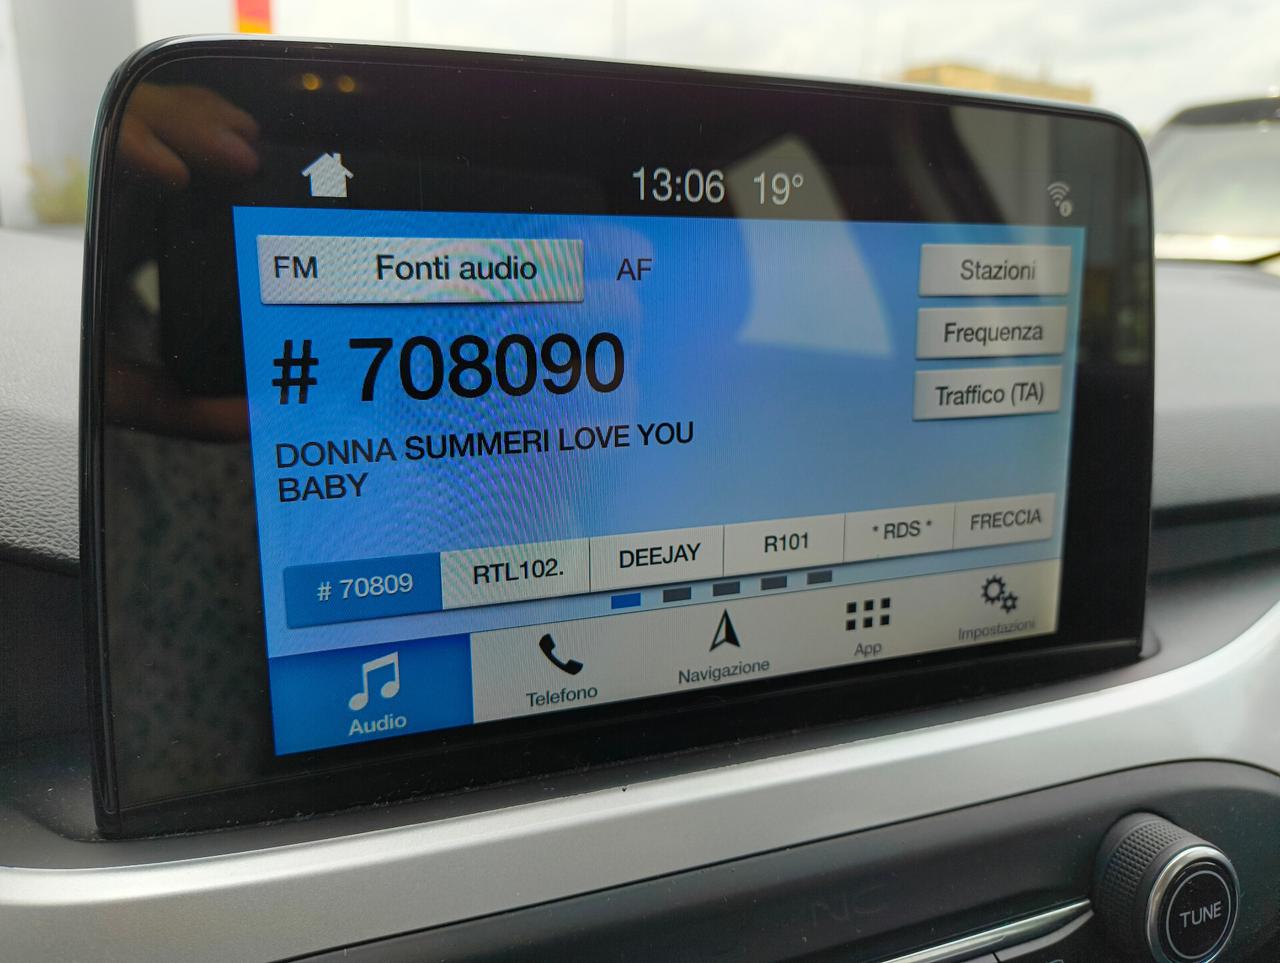 13:06 19°
FM Fonti audio AF
Stazioni
# 708090
Frequenza
Traffico (TA)
DONNA SUMMERI LOVE YOU
BABY
# 70809 RTL102. DEEJAY R101 * RDS * FRECCIA
Audio Telefono Navigazione App Impostazioni
TUNE